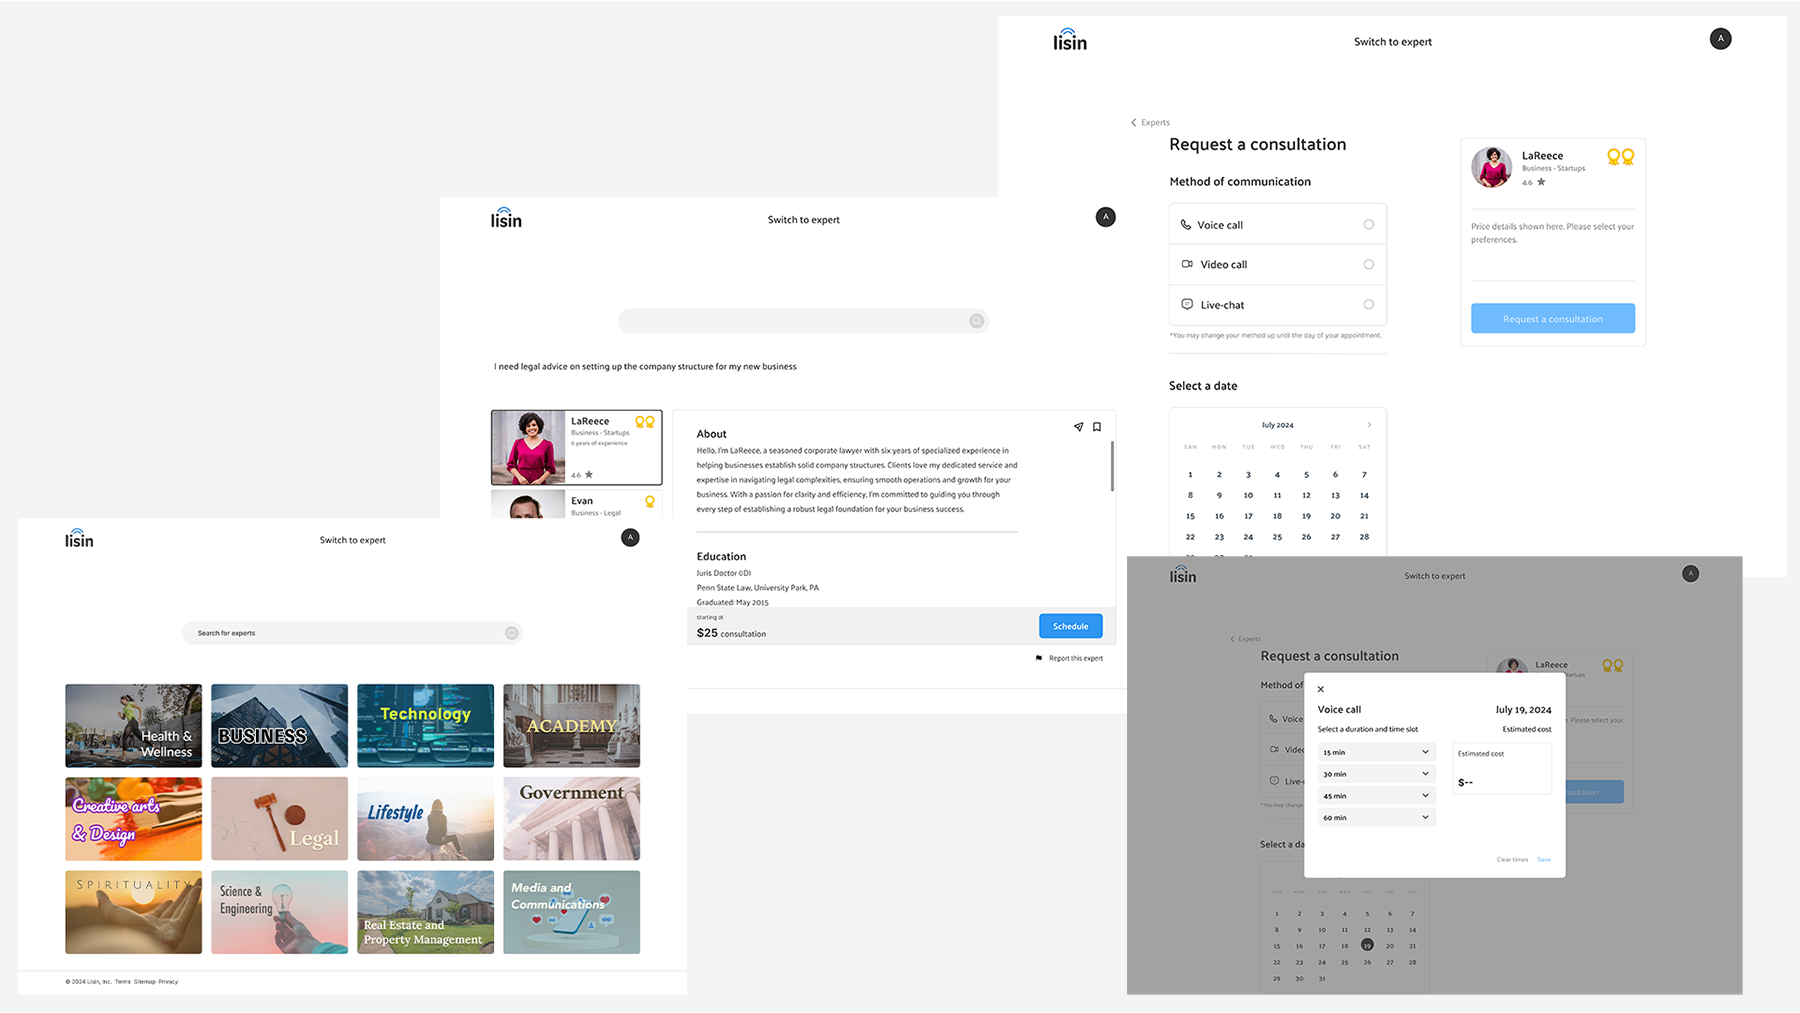 lisin
Switch to expert
A
Experts
Request a consultation
Method of communication
Voice call
Video call
Live-chat
*You may change your method up until the day of your appointment.
Select a date
July 2024
SAN MON TUE WED THU FRI SAT
1 2 3 4 5 6 7
8 9 10 11 12 13 14
15 16 17 18 19 20 21
22 23 24 25 26 27 28
LaReece
Business - Startups
4.6
Price details shown here. Please select your
preferences.
Request a consultation
lisin
Switch to expert
A
I need legal advice on setting up the company structure for my new business
LaReece
Business - Startups
6 years of experience
4.6
Evan
Business - Legal
About
Hello, I'm LaReece, a seasoned corporate lawyer with six years of specialized experience in
helping businesses establish solid company structures. Clients love my dedicated service and
expertise in navigating legal complexities, ensuring smooth operations and growth for your
business. With a passion for clarity and efficiency, I'm committed to guiding you through
every step of establishing a robust legal foundation for your business success.
Education
Juris Doctor (JD)
Penn State Law, University Park, PA
Graduated: May 2015
starting at
$25 consultation
Schedule
Report this expert
lisin
Switch to expert
A
Search for experts
Health &
Wellness
BUSINESS
Technology
ACADEMY
Creative arts
& Design
Legal
Lifestyle
Government
SPIRITUALITY
Science &
Engineering
Real Estate and
Property Management
Media and
Communications
© 2024 Lisin, Inc. Terms Sitemap Privacy
lisin
Switch to expert
A
Experts
Request a consultation
Method of
Voice
Video
Live-
*You may change
Select a da
LaReece
tartups
. Please select your
nsultation
Voice call
July 19, 2024
Select a duration and time slot
Estimated cost
15 min
30 min
45 min
60 min
Estimated cost
$--
Clear times Save
SAN MON TUE WED THU FRI SAT
1 2 3 4 5 6 7
8 9 10 11 12 13 14
15 16 17 18 19 20 21
22 23 24 25 26 27 28
29 30 31